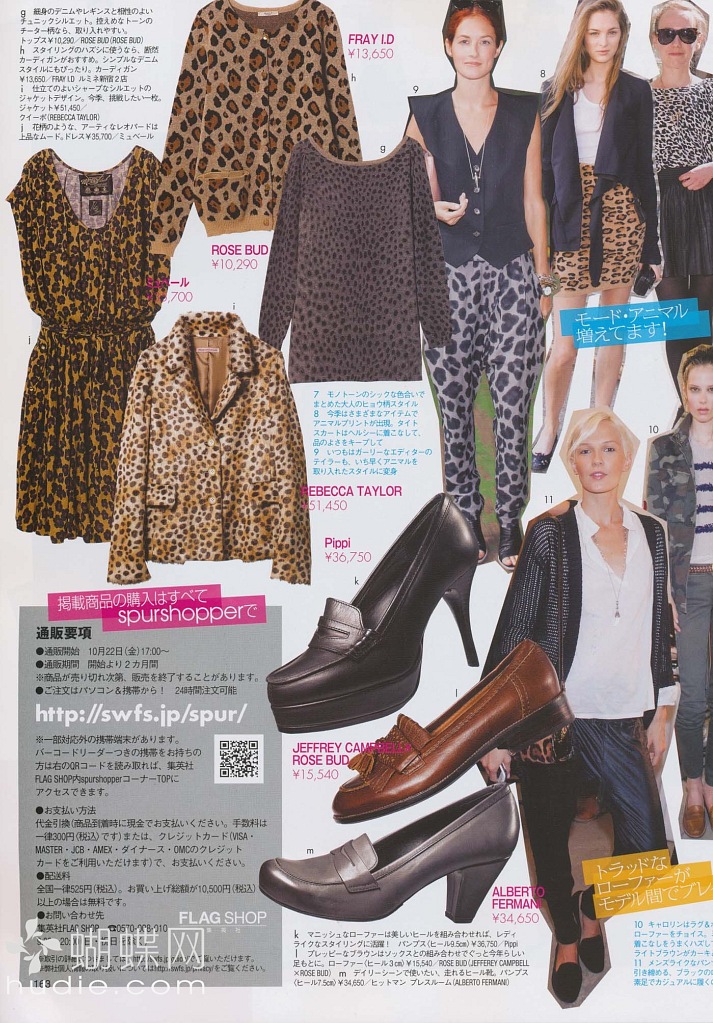 g 細身のデニムやレギンスと相性のよい
チュニックシルエット。控えめなトーンの
チーター柄なら、取り入れやすい。
トップス¥10,290／ROSE BUD(ROSE BUD)
h スタイリングのハズシに使うなら、断然
カーディガンがおすすめ。シンプルなデニム
スタイルにもぴったり。カーディガン
¥13,650／FRAY I.D ルミネ新宿２店
i 仕立てのよいシャープなシルエットの
ジャケットデザイン。今季、挑戦したい一枚。
ジャケット¥51,450／
クイーポ(REBECCA TAYLOR)
j 花柄のような、アーティなレオパードは
上品なムード。ドレス¥35,700／ミュベール
h
FRAY I.D
¥13,650
g
ROSE BUD
¥10,290
ミュベール
j
i
REBECCA TAYLOR
¥51,450
9
8
モード・アニマル
増えてます!
7 モノトーンのシックな色合いで
まとめた大人のヒョウ柄スタイル
8 今季はさまざまなアイテムで
アニマルプリントが出現。タイト
スカートはヘルシーに着こなして、
品のよさをキープして
9 いつもはガーリーなエディターの
テイラーも、いち早くアニマルを
取り入れたスタイルに変身
10
11
Pippi
¥36,750
k
l
JEFFREY CAMPBELL
ROSE BUD
¥15,540
m
ALBERTO
FERMANI
¥34,650
掲載商品の購入はすべて
spurshopperで
通販要項
●通販開始 10月22日(金)17:00〜
●通販期間 開始より２カ月間
※商品が売り切れ次第、販売を終了することがあります。
●ご注文はパソコン＆携帯から! 24時間注文可能
http://swfs.jp/spur/
※一部対応外の携帯端末があります。
バーコードリーダーつきの携帯をお持ちの
方は右のQRコードを読み取れば、集英社
FLAG SHOP内spurshopperコーナーTOPに
アクセスできます。
●お支払い方法
代金引換(商品到着時に現金でお支払いください。手数料は
一律300円(税込)です)または、クレジットカード(VISA・
MASTER・JCB・AMEX・ダイナース・OMCのクレジット
カードをご利用いただけます)で、お支払いください。
●配送料
全国一律525円(税込)。お買い上げ総額が10,500円(税込)
以上の場合は無料です。
●お問い合わせ先
集英社FLAG SHOP
FLAG SHOP
蝴蝶网
hudie.com
168
トラッドな
ローファーが
モデル間でブレ
k マニッシュなローファーは美しいヒールを組み合わせれば、レディ
ライクなスタイリングに活躍! パンプス(ヒール9.5cm)¥36,750／Pippi
l プレッピーなブラウンはソックスとの組み合わせでぐっと今年らしい
足もとに。ローファー(ヒール３cm)¥15,540／ROSE BUD(JEFFERY CAMPBELL
×ROSE BUD) m デイリーシーンで使いたい、走れるヒール靴。パンプス
(ヒール7.5cm)¥34,650／ヒットマン プレスルーム(ALBERTO FERMANI)
10 キャロリンはラグ＆
ローファーをチョイス。
着こなしをうまくハズして
ライトブラウンがカーキ
11 メンズライクなパン
引き締める、ブラックの
素足でカジュアルに履く